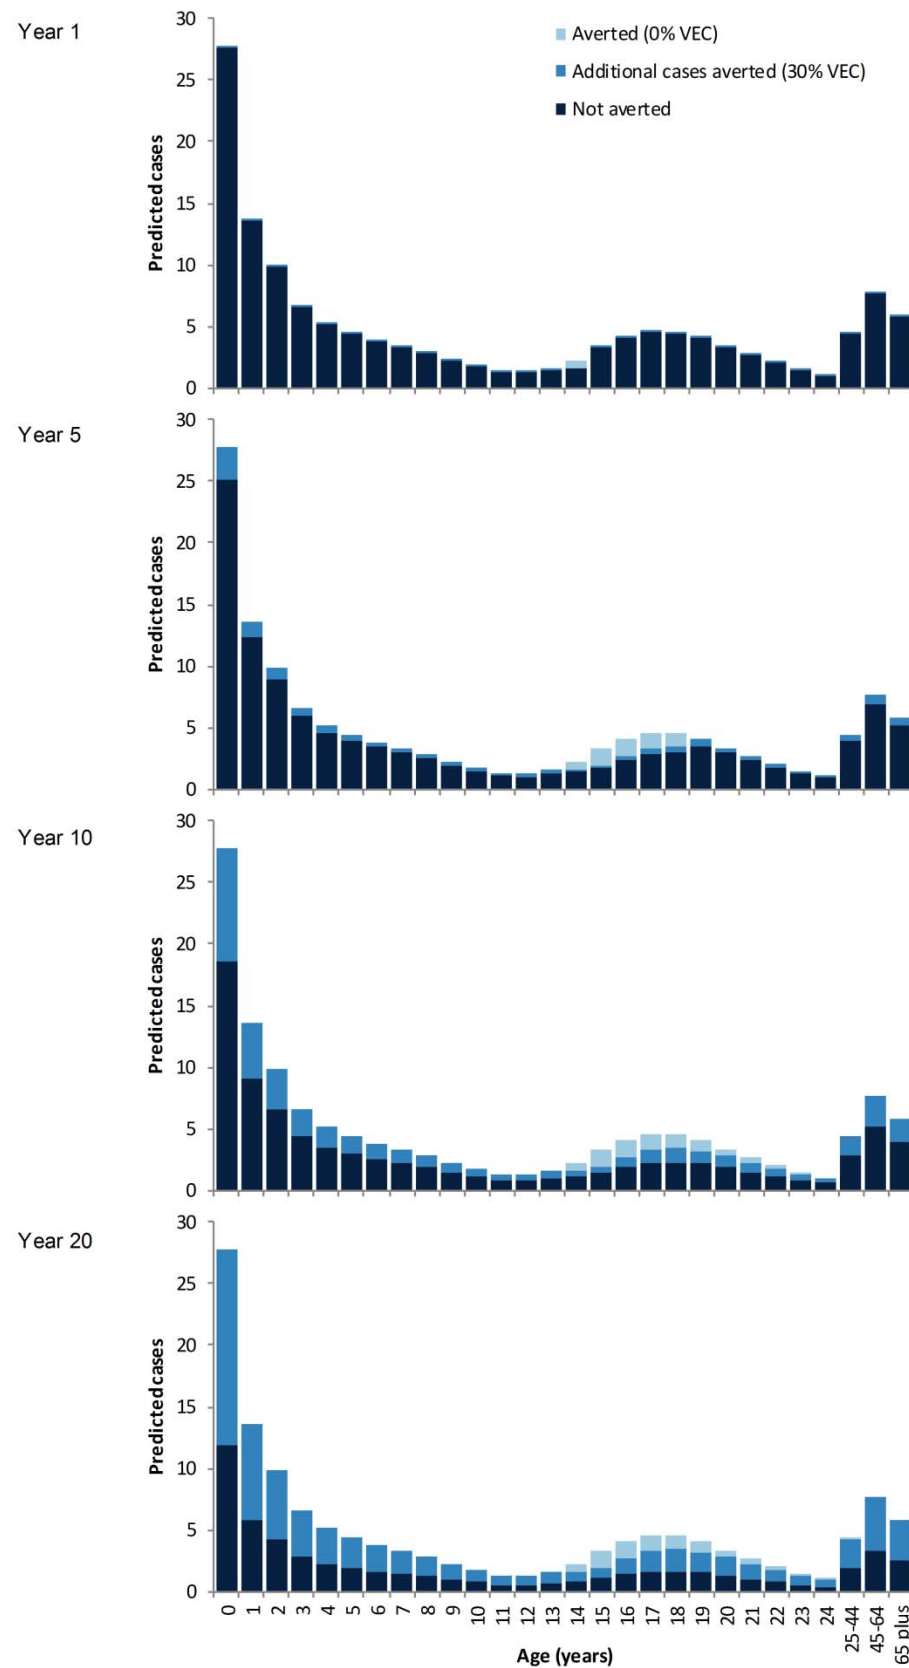 Year 1
Averted (0% VEC)
Additional cases averted (30% VEC)
Not averted
Predicted cases
30
25
20
15
10
5
0
Year 5
Predicted cases
30
25
20
15
10
5
0
Year 10
Predicted cases
30
25
20
15
10
5
0
Year 20
Predicted cases
30
25
20
15
10
5
0
0 1 2 3 4 5 6 7 8 9 10 11 12 13 14 15 16 17 18 19 20 21 22 23 24 25-44 45-64 65 plus
Age (years)